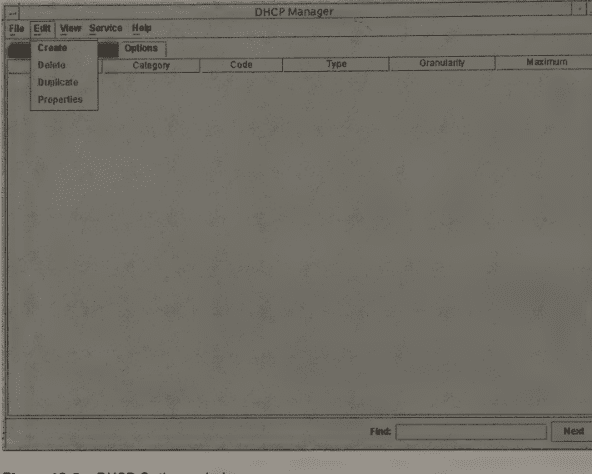 DHCP Manager
File Edit View Service Help
Create Options
Delete Category Code Type Granularity Maximum
Duplicate
Properties
Find: Next